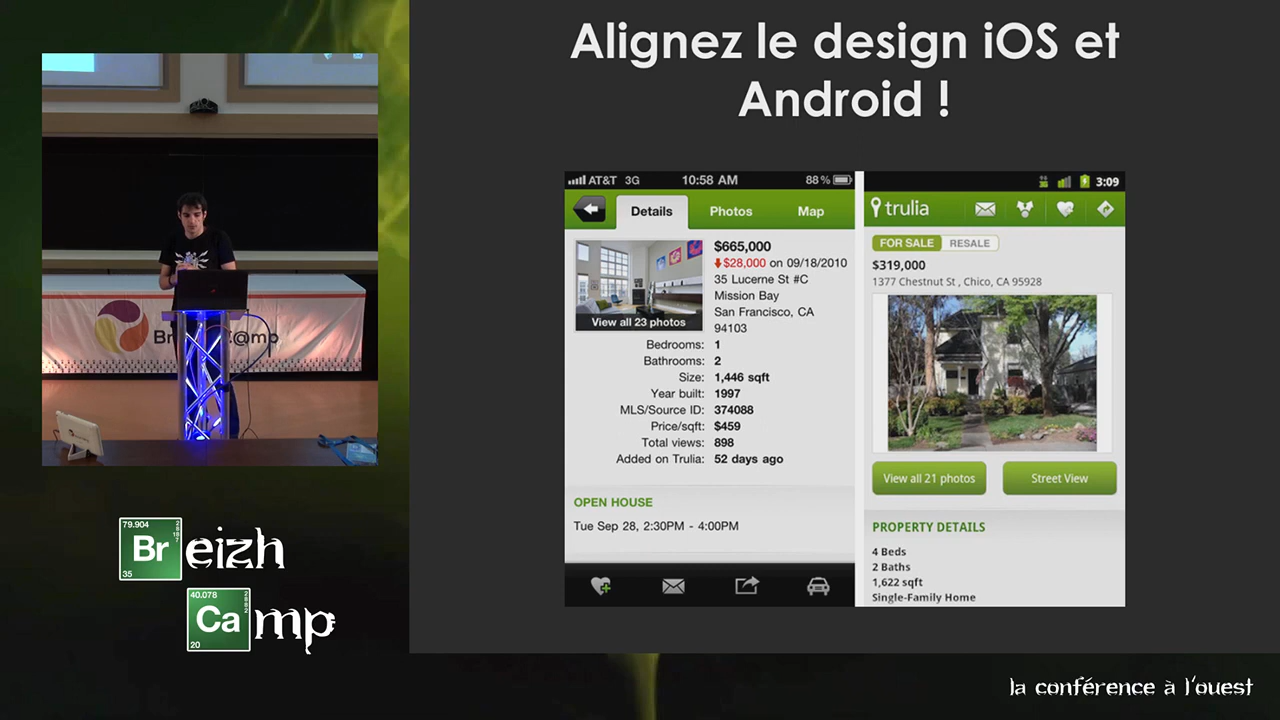 Alignez le design iOS et
Android !
AT&T 3G 10:58 AM 88%
Details Photos Map
$665,000
$28,000 on 09/18/2010
35 Lucerne St #C
Mission Bay
San Francisco, CA
94103
View all 23 photos
Bedrooms: 1
Bathrooms: 2
Size: 1,446 sqft
Year built: 1997
MLS/Source ID: 374088
Price/sqft: $459
Total views: 898
Added on Trulia: 52 days ago
OPEN HOUSE
Tue Sep 28, 2:30PM - 4:00PM
3:09
trulia
FOR SALE RESALE
$319,000
1377 Chestnut St , Chico, CA 95928
View all 21 photos Street View
PROPERTY DETAILS
4 Beds
2 Baths
1,622 sqft
Single-Family Home
79.904
Breizh
35
40.078
Camp
20
la conférence à l'ouest